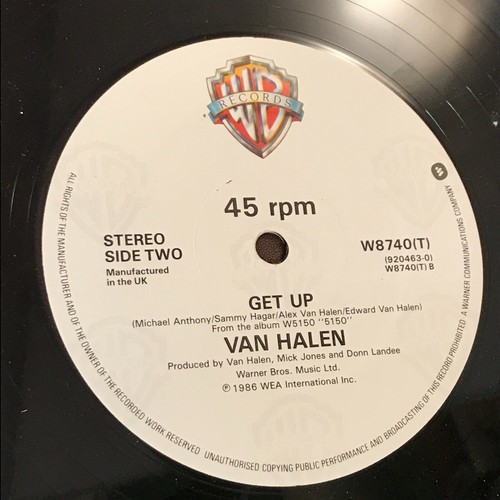 WB
RECORDS
45 rpm
STEREO
SIDE TWO
Manufactured
in the UK
W8740(T)
(920463-0)
W8740(T) B
GET UP
(Michael Anthony/Sammy Hagar/Alex Van Halen/Edward Van Halen)
From the album W5150 "5150"
VAN HALEN
Produced by Van Halen, Mick Jones and Donn Landee
Warner Bros. Music Ltd.
Ⓟ 1986 WEA International Inc.
ALL RIGHTS OF THE MANUFACTURER AND OF THE OWNER OF THE RECORDED WORK RESERVED UNAUTHORISED COPYING PUBLIC PERFORMANCE AND BROADCASTING OF THIS RECORD PROHIBITED A WARNER COMMUNICATIONS COMPANY